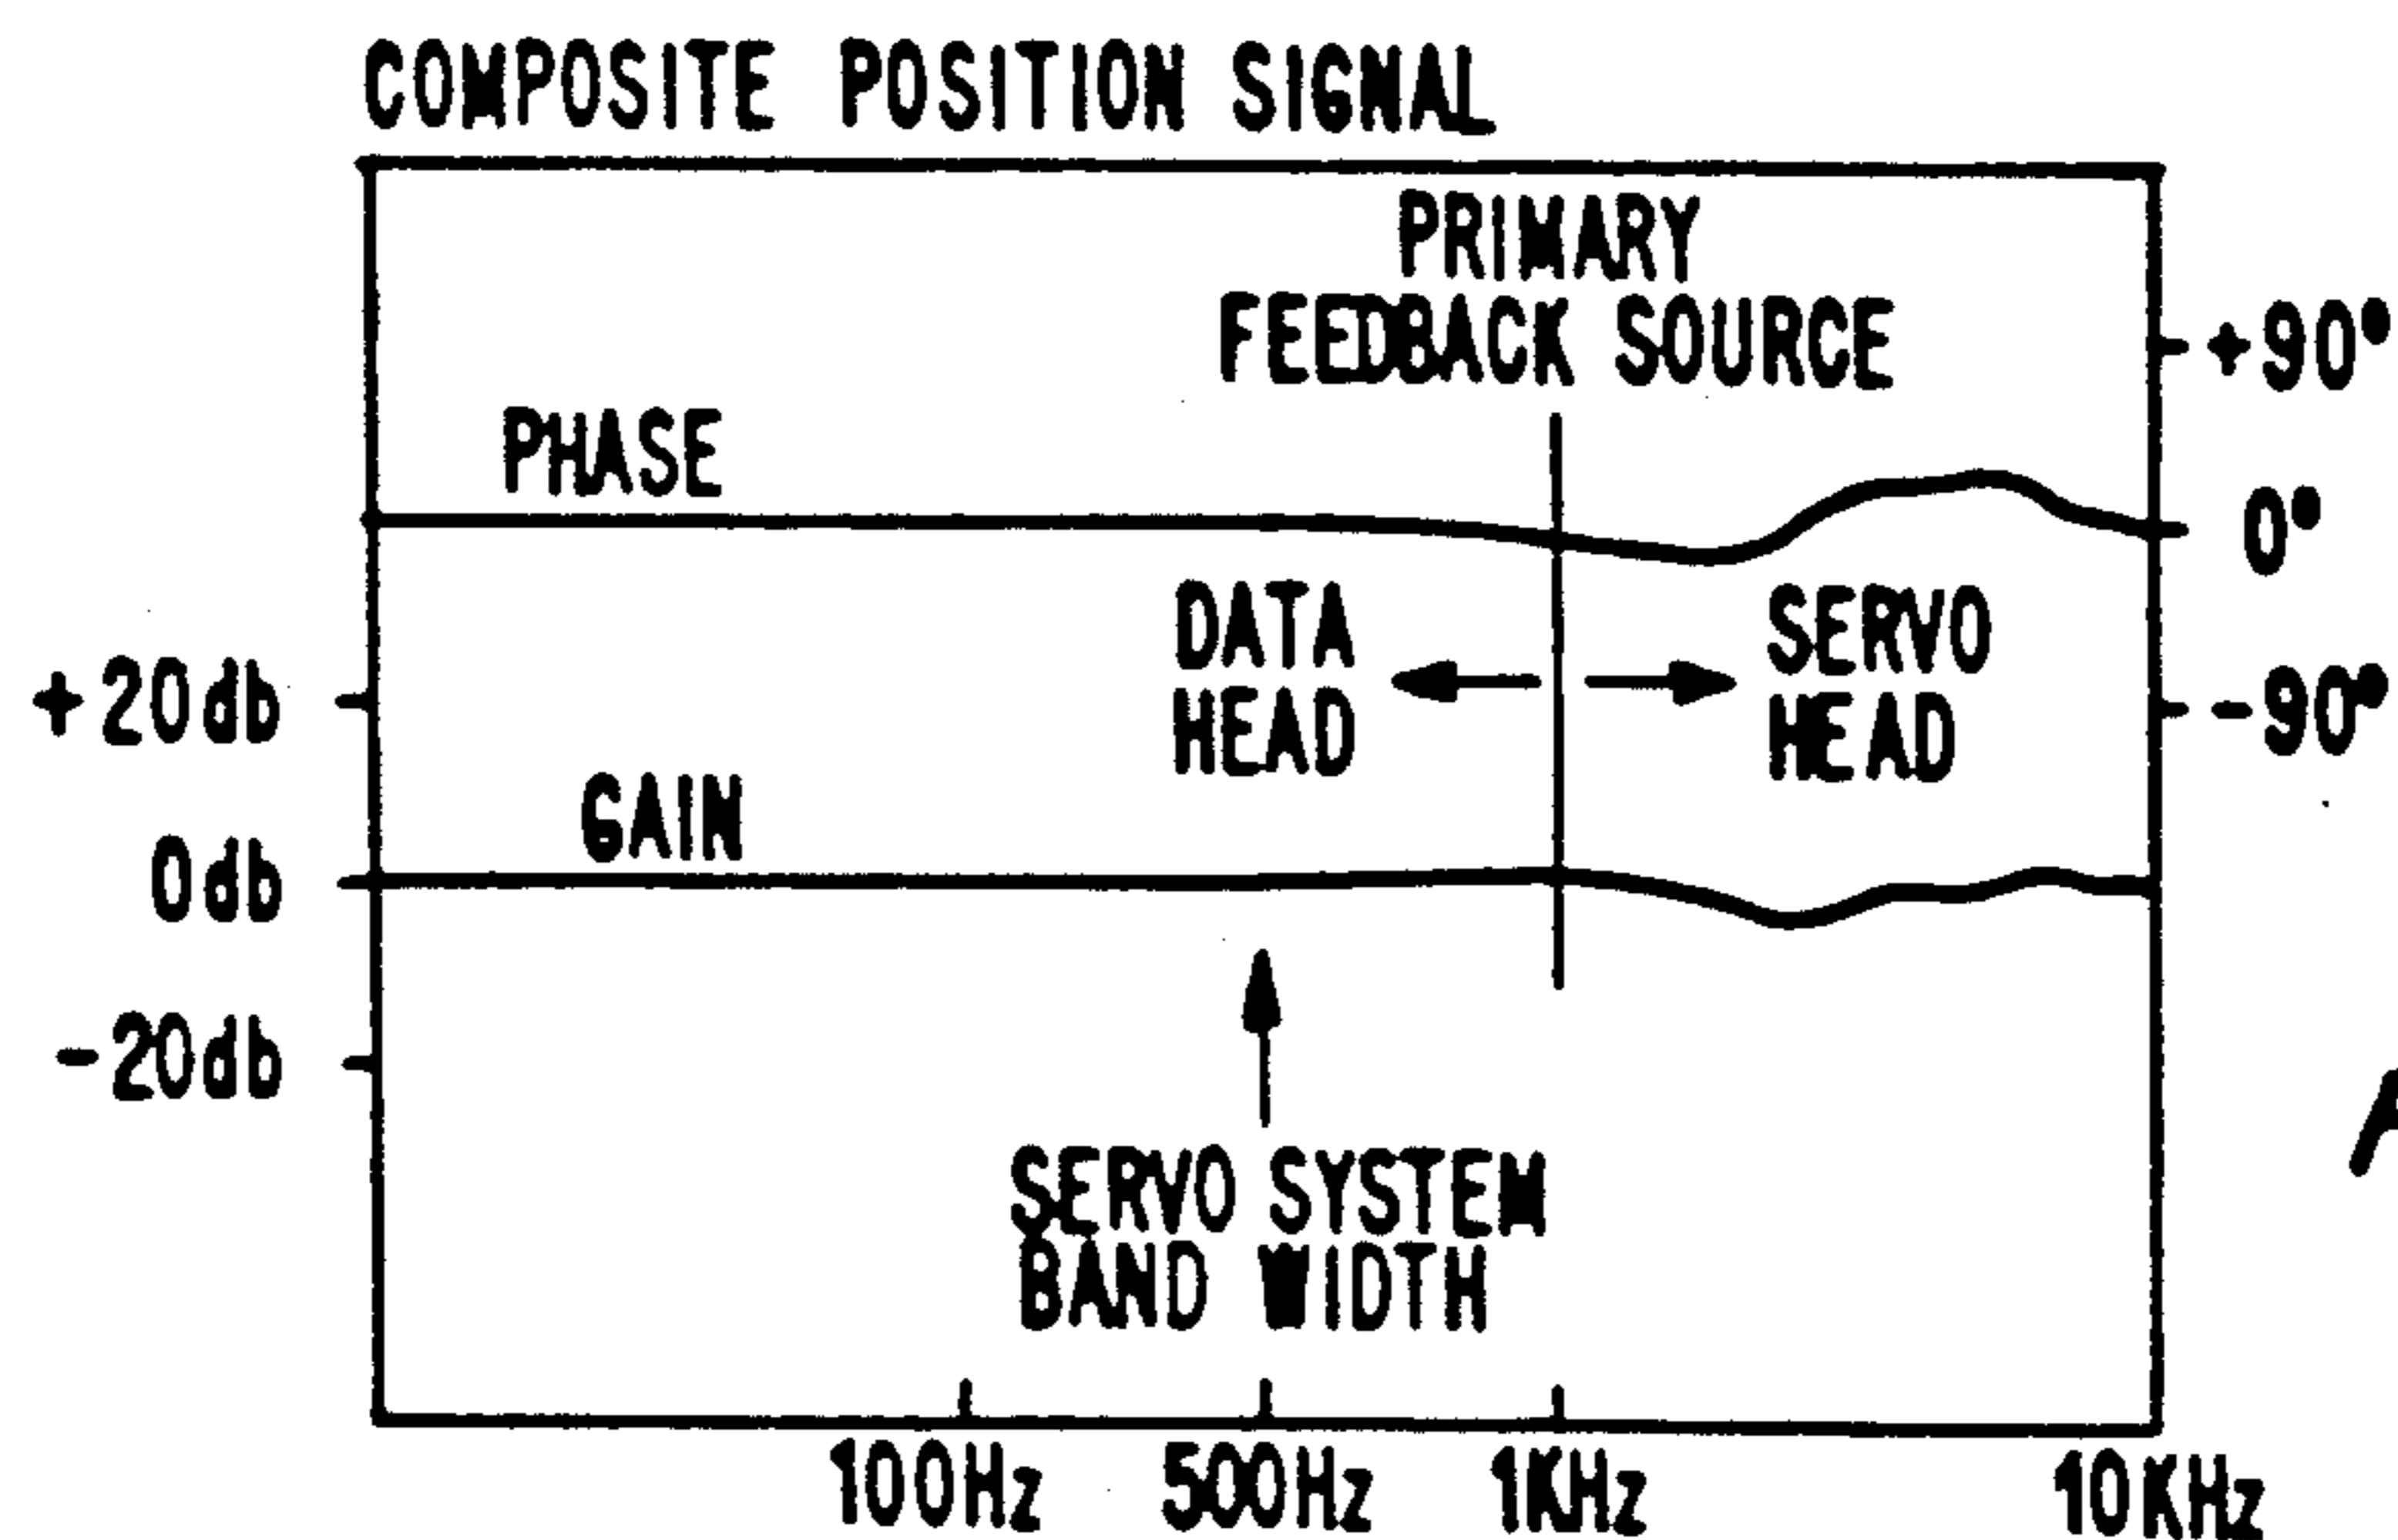 COMPOSITE POSITION SIGNAL
PRIMARY
FEEDBACK SOURCE
+90°
PHASE
0°
DATA
HEAD
SERVO
HEAD
+20db
-90°
GAIN
0db
-20db
SERVO SYSTEM
BAND WIDTH
100Hz 500Hz 1KHz 10KHz